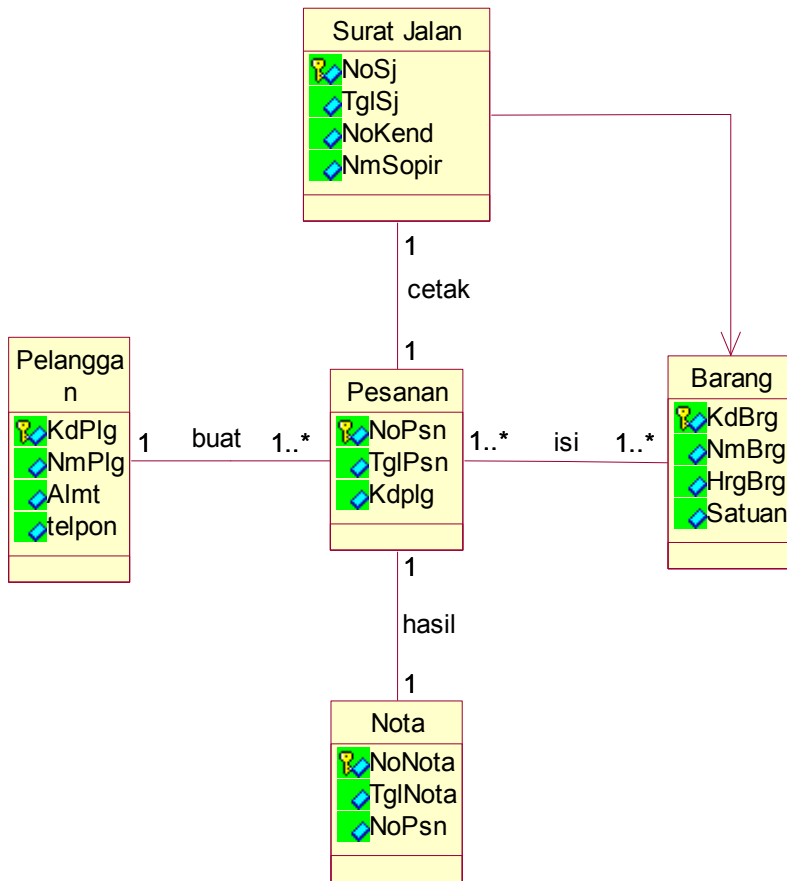 Surat Jalan
NoSj
TglSj
NoKend
NmSopir
1
cetak
1
Pelangga
n
KdPlg
NmPlg
Almt
telpon
1 buat 1..*
Pesanan
NoPsn
TglPsn
Kdplg
1..* isi 1..*
Barang
KdBrg
NmBrg
HrgBrg
Satuan
1
hasil
1
Nota
NoNota
TglNota
NoPsn